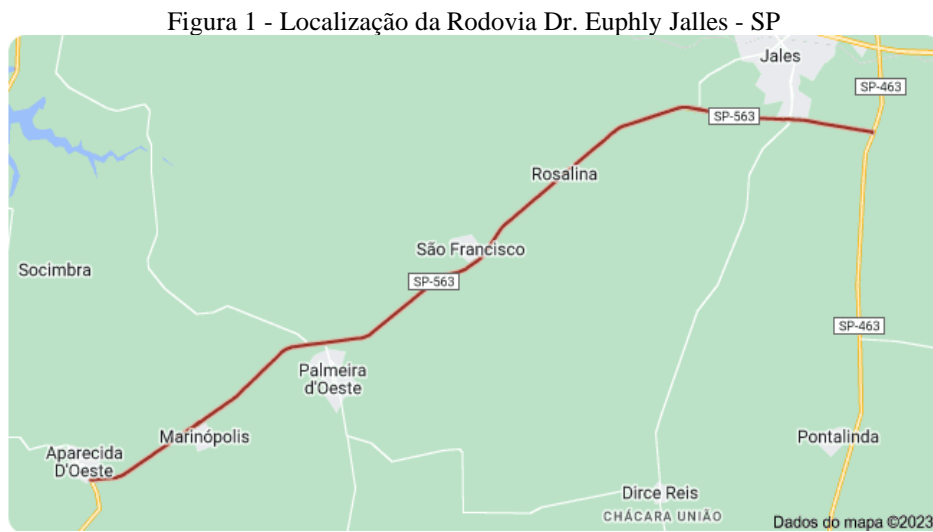 Figura 1 - Localização da Rodovia Dr. Euphly Jalles - SP
Jales
SP-463
SP-563
Rosalina
São Francisco
Socimbra
SP-563
SP-463
Palmeira
d'Oeste
Marinópolis
Pontalinda
Aparecida
D'Oeste
Dirce Reis
CHÁCARA UNIÃO
Dados do mapa ©2023